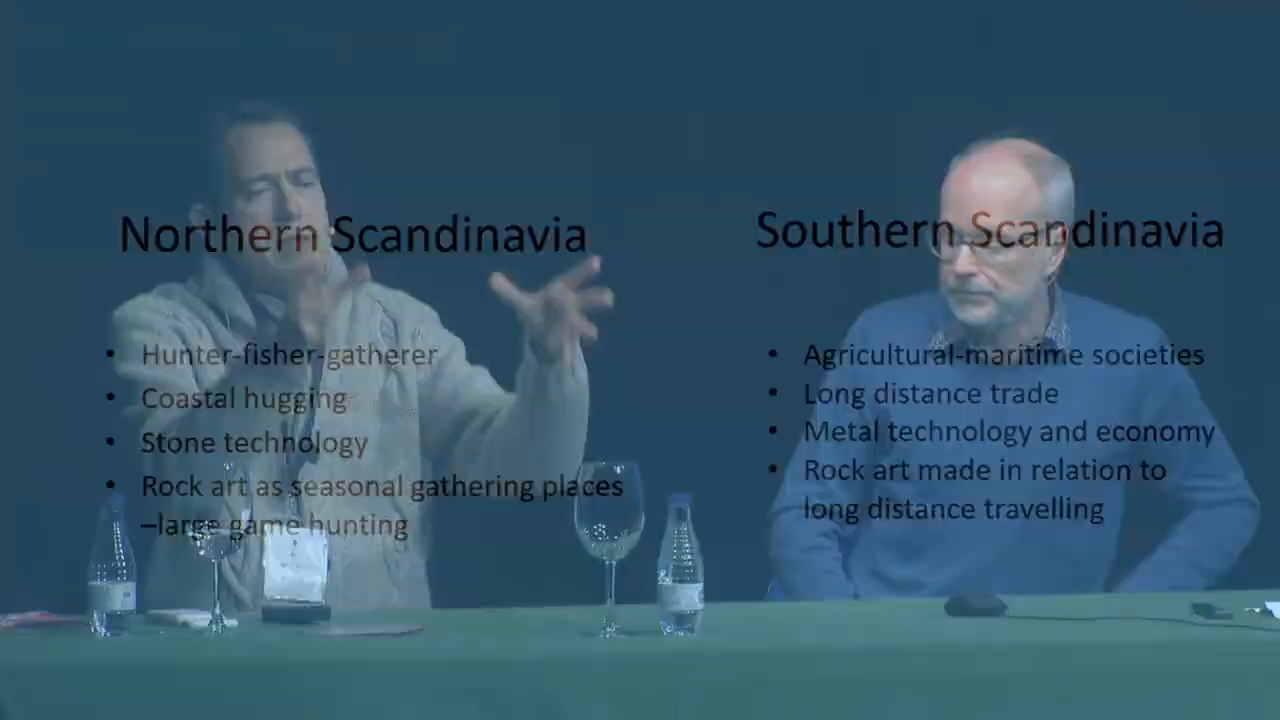 Northern Scandinavia
• Hunter-fisher-gatherer
• Coastal hugging
• Stone technology
• Rock art as seasonal gathering places
–large game hunting
Southern Scandinavia
• Agricultural-maritime societies
• Long distance trade
• Metal technology and economy
• Rock art made in relation to
long distance travelling